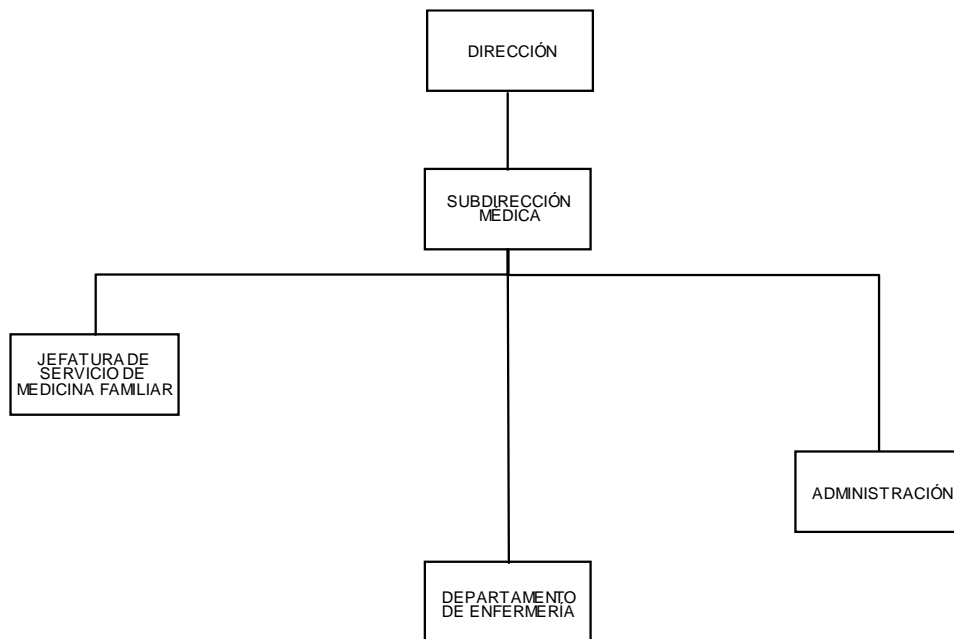 DIRECCIÓN
SUBDIRECCIÓN
MÉDICA
JEFATURA DE
SERVICIO DE
MEDICINA FAMILIAR
ADMINISTRACIÓN
DEPARTAMENTO
DE ENFERMERÍA